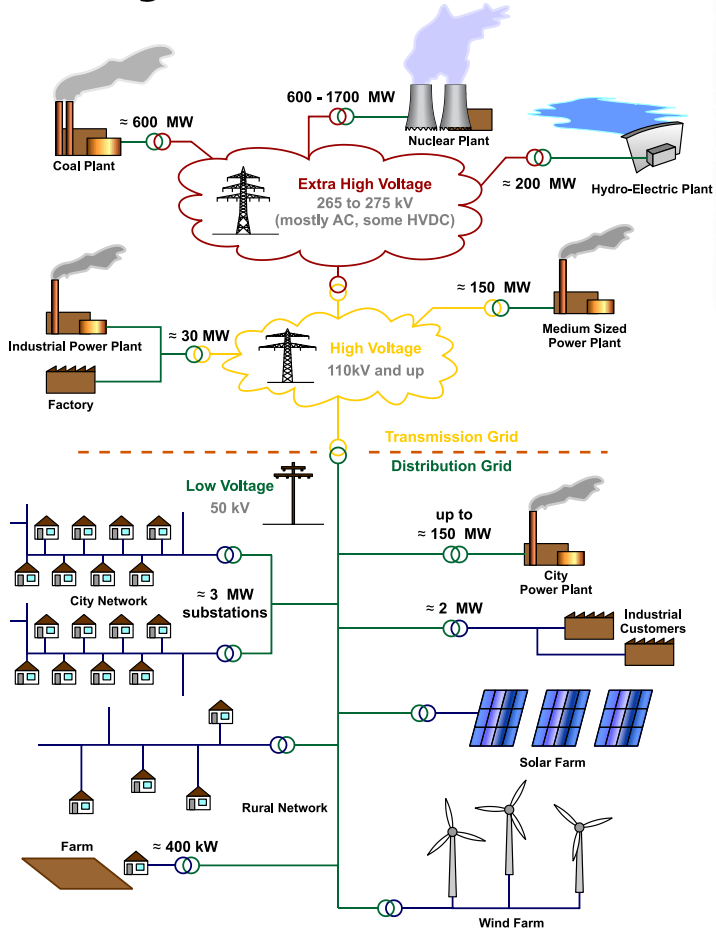 ≈ 600 MW
Coal Plant
600 - 1700 MW
Nuclear Plant
≈ 200 MW
Hydro-Electric Plant
Extra High Voltage
265 to 275 kV
(mostly AC, some HVDC)
≈ 150 MW
Medium Sized
Power Plant
≈ 30 MW
Industrial Power Plant
Factory
High Voltage
110kV and up
Transmission Grid
Distribution Grid
Low Voltage
50 kV
up to
≈ 150 MW
City
Power Plant
City Network
≈ 3 MW
substations
≈ 2 MW
Industrial
Customers
Solar Farm
Rural Network
Farm
≈ 400 kW
Wind Farm